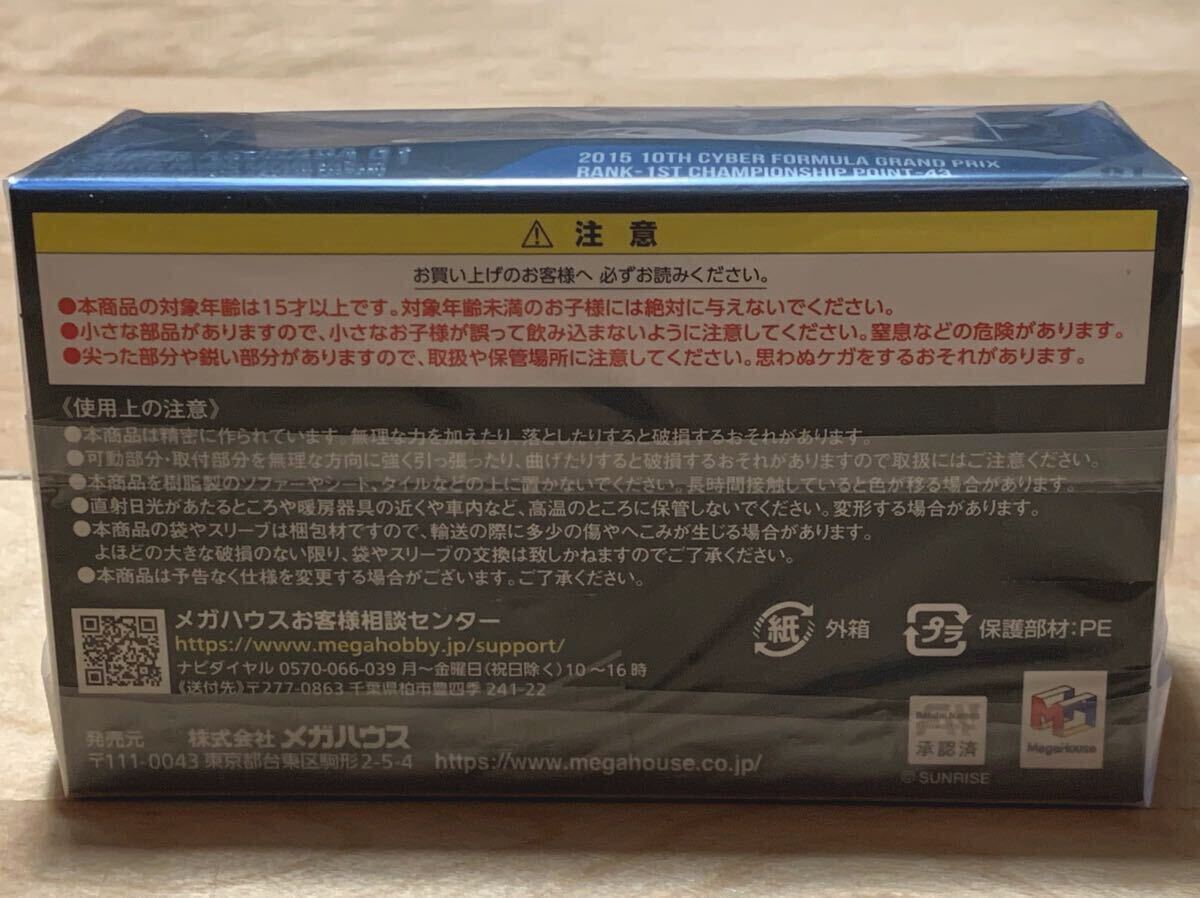 2015 10TH CYBER FORMULA GRAND PRIX
RANK-1ST CHAMPIONSHIP POINT-43
注意
お買い上げのお客様へ 必ずお読みください。
●本商品の対象年齢は15才以上です。対象年齢未満のお子様には絶対に与えないでください。
●小さな部品がありますので、小さなお子様が誤って飲み込まないように注意してください。窒息などの危険があります。
●尖った部分や鋭い部分がありますので、取扱や保管場所に注意してください。思わぬケガをするおそれがあります。
《使用上の注意》
●本商品は精密に作られています。無理な力を加えたり、落としたりすると破損するおそれがあります。
●可動部分・取付部分を無理な方向に強く引っ張ったり、曲げたりすると破損するおそれがありますので取扱にはご注意ください。
●本商品を樹脂製のソファーやシート、タイルなどの上に置かないでください。長時間接触していると色が移る場合があります。
●直射日光があたるところや暖房器具の近くや車内など、高温のところに保管しないでください。変形する場合があります。
●本商品の袋やスリーブは梱包材ですので、輸送の際に多少の傷やへこみが生じる場合があります。
よほどの大きな破損のない限り、袋やスリーブの交換は致しかねますのでご了承ください。
●本商品は予告なく仕様を変更する場合がございます。ご了承ください。
メガハウスお客様相談センター
https://www.megahobby.jp/support/
ナビダイヤル 0570-066-039 月～金曜日(祝日除く)10～16時
《送付先》〒277-0863 千葉県柏市豊四季 241-22
紙 外箱
プラ 保護部材:PE
発売元 株式会社 メガハウス
〒111-0043 東京都台東区駒形2-5-4 https://www.megahouse.co.jp/
承認済
© SUNRISE
MegaHouse